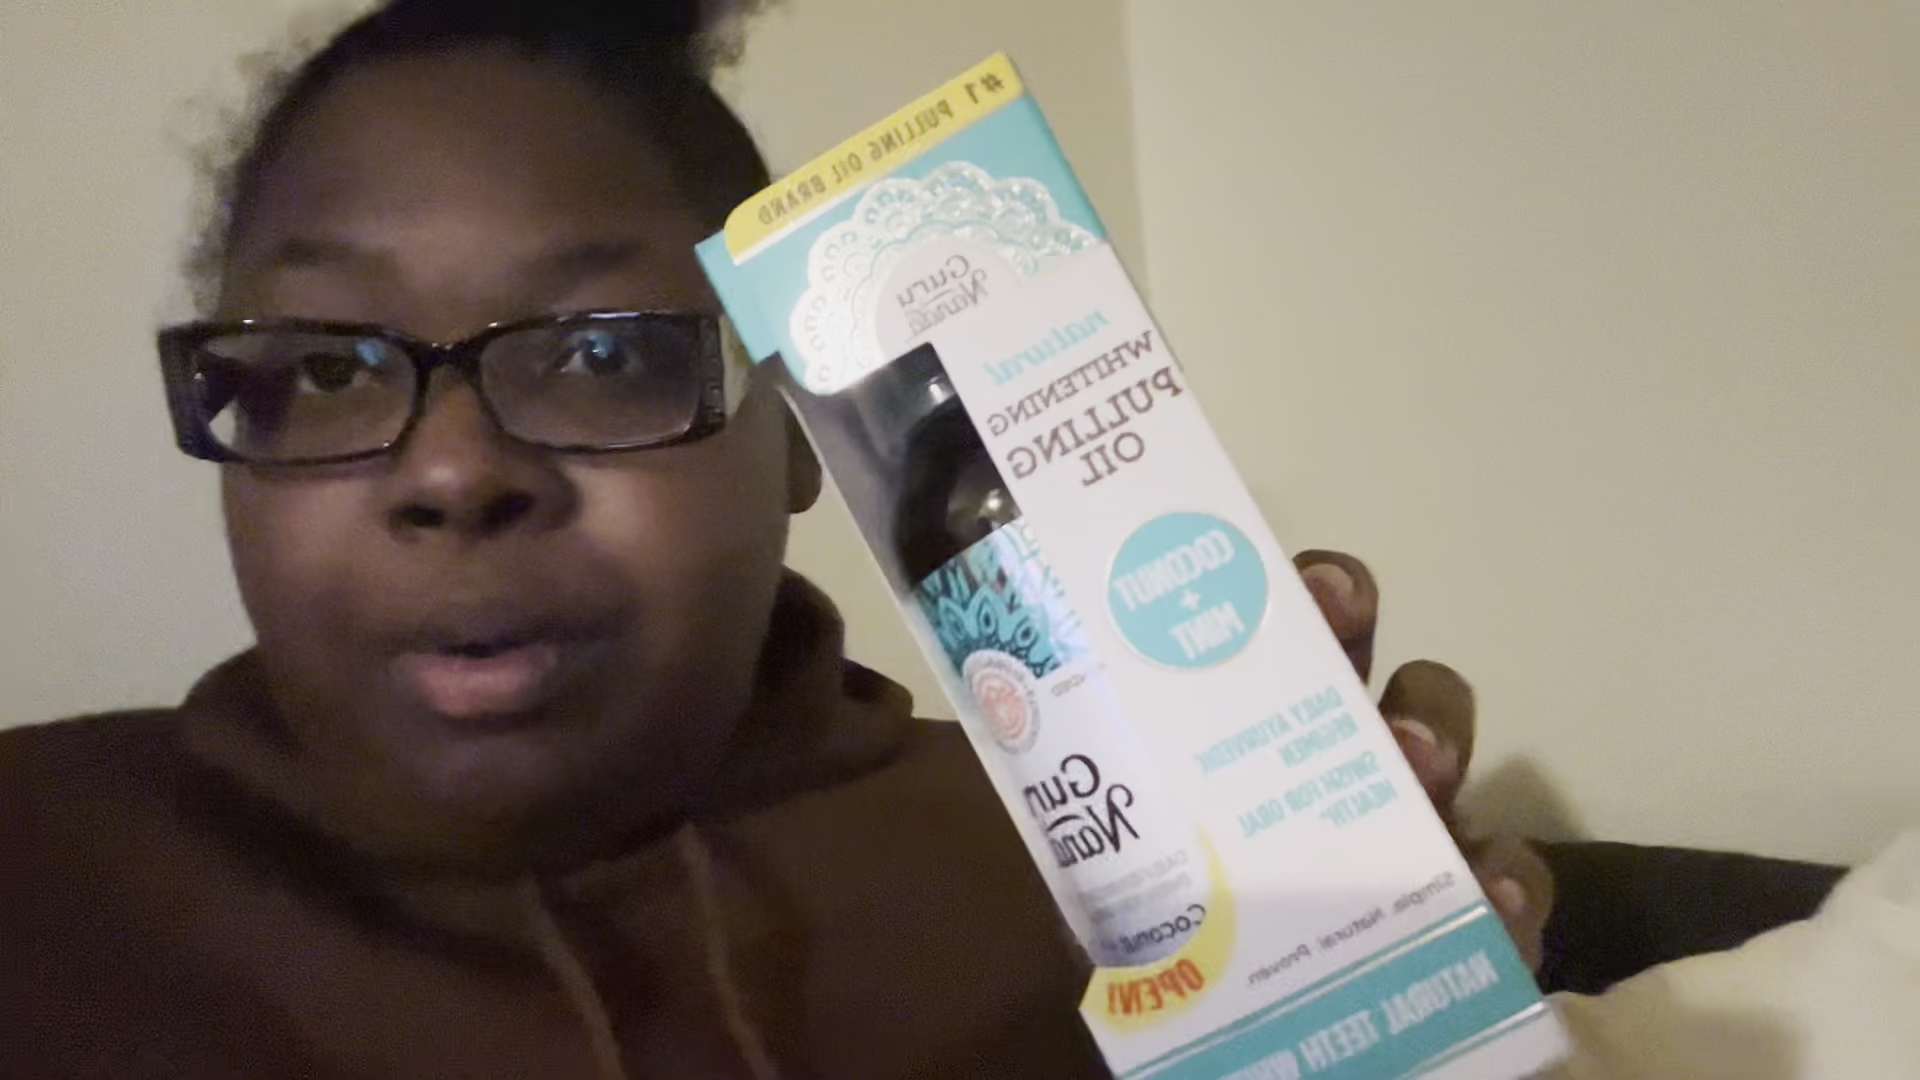 #1 PULLING OIL BRAND
Guru
Nanda
natural
WHITENING
PULLING
OIL
COCONUT
+
MINT
DAILY AYURVEDIC
REGIMEN
SWISH FOR ORAL
HEALTH*
Guru
Nanda
Coconut
OPEN!
Simple. Natural. Proven.
NATURAL TEETH